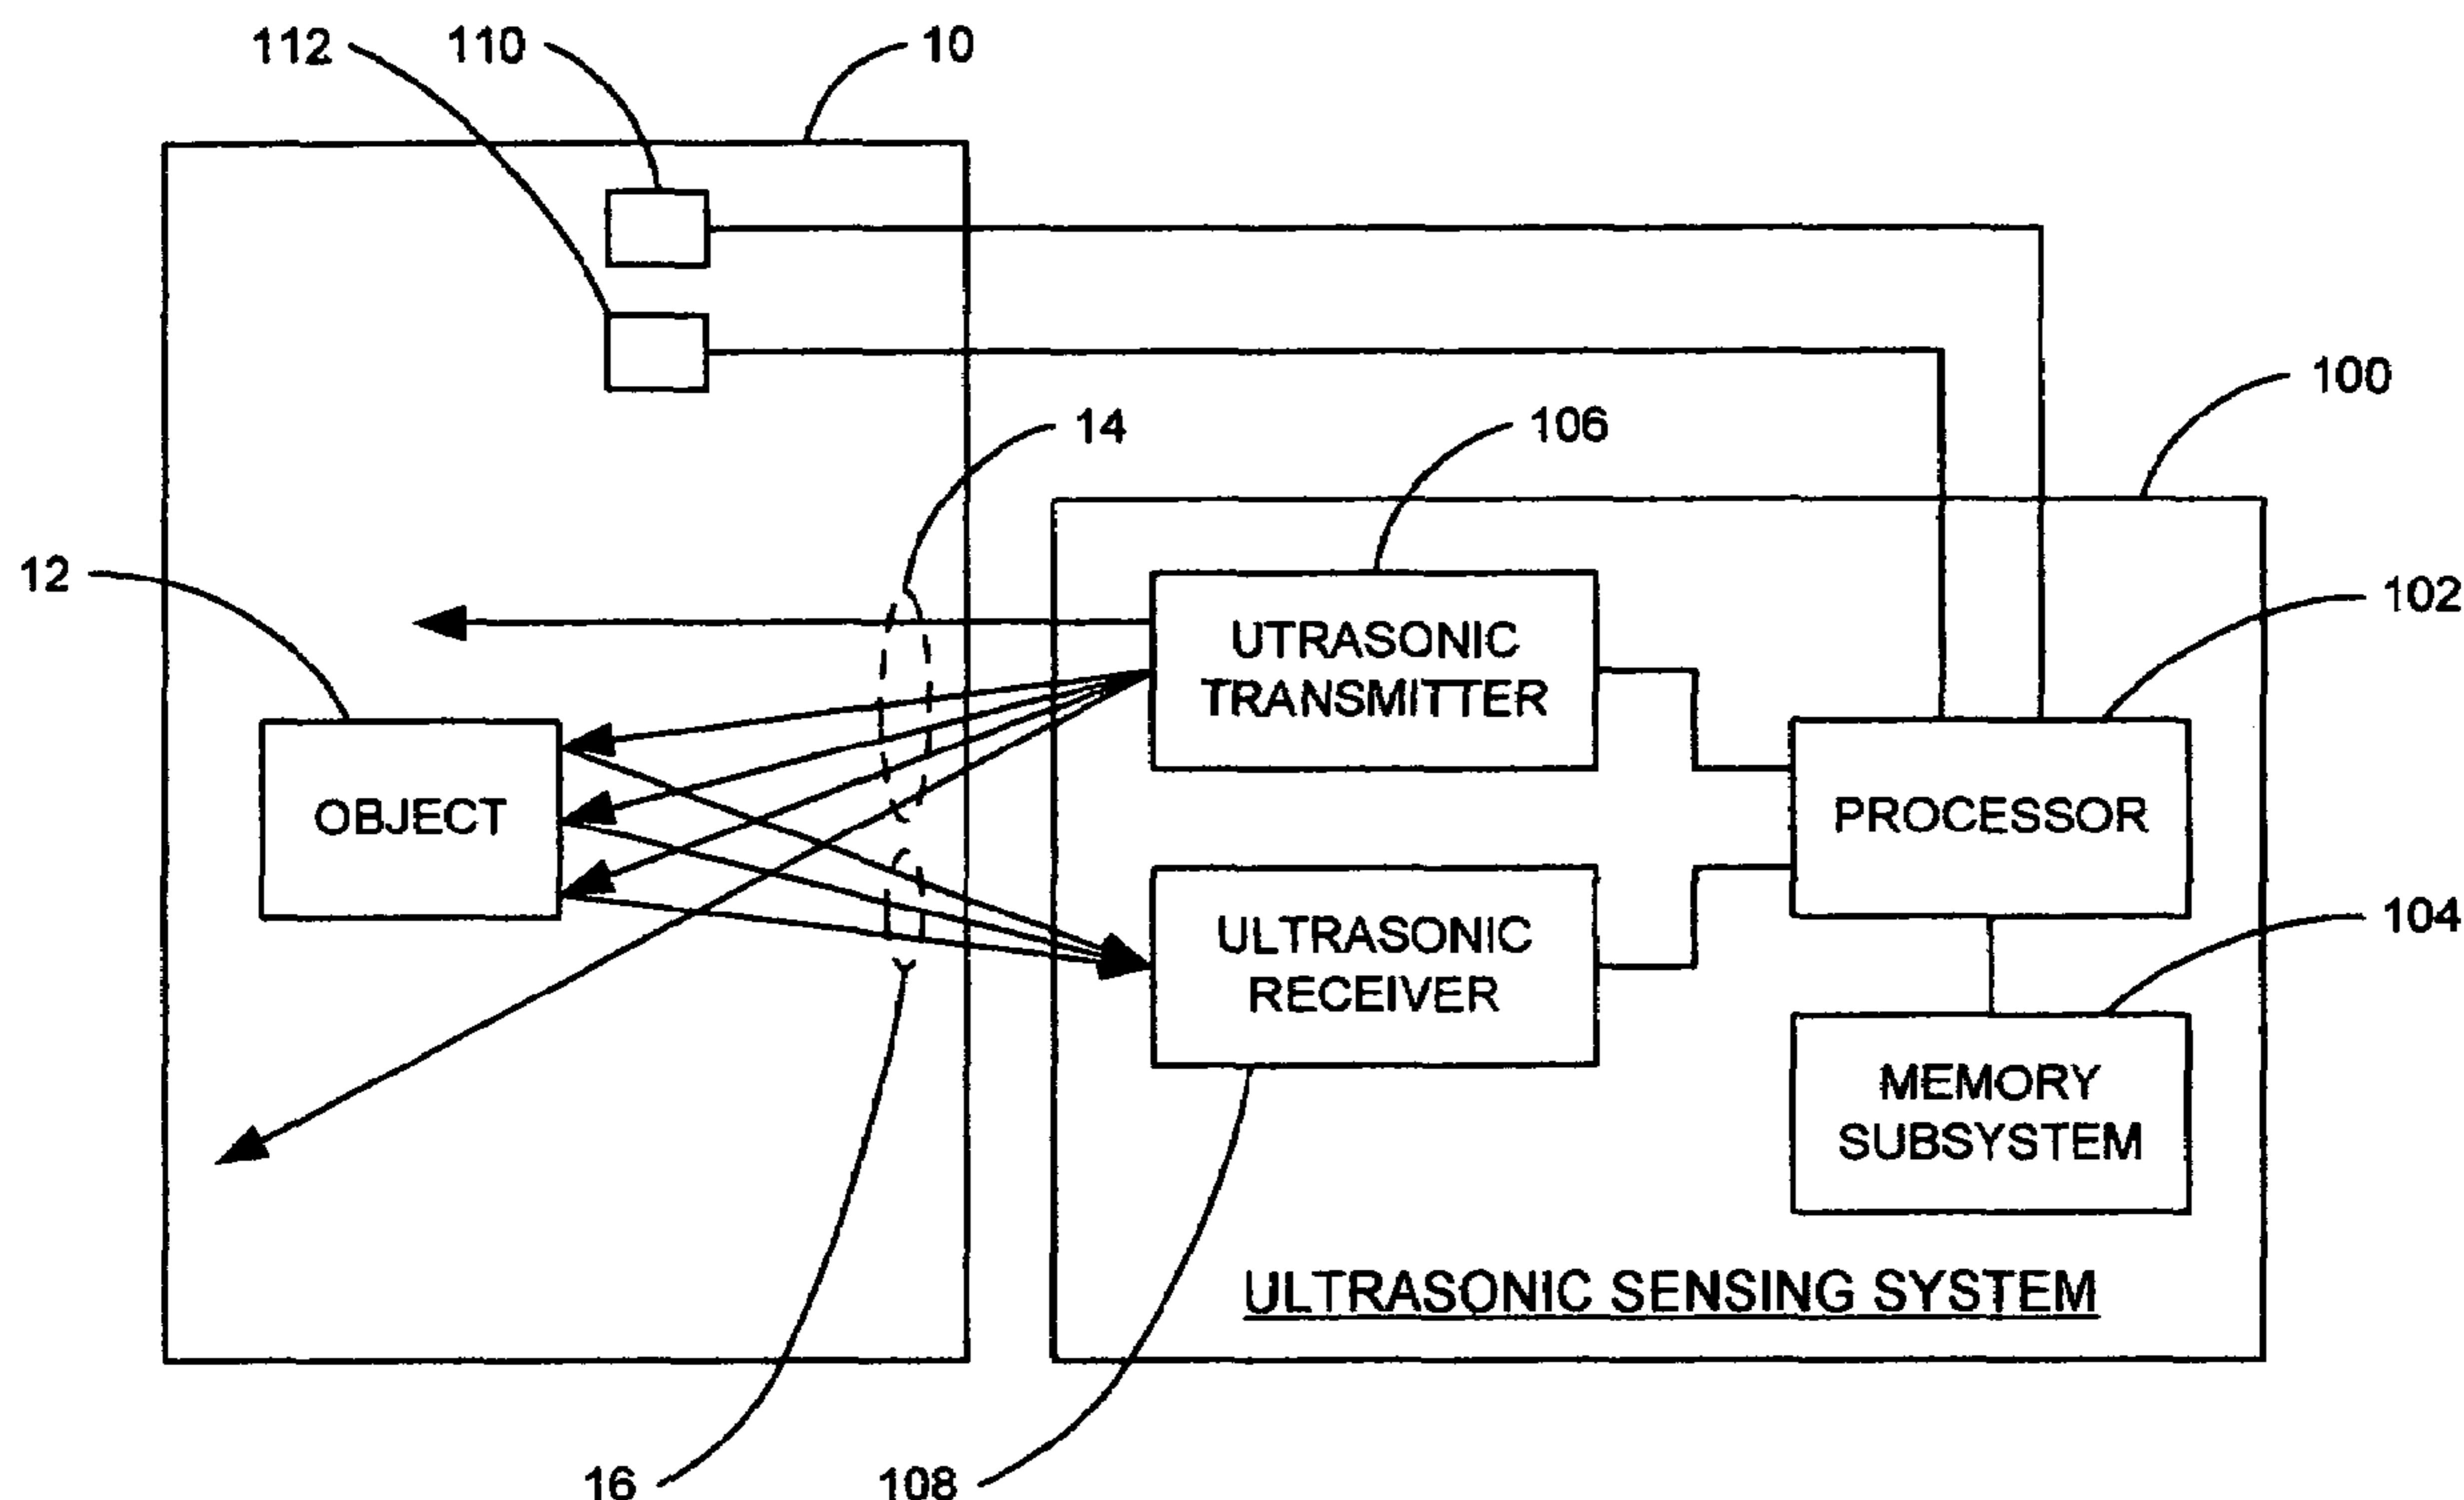 112
110
10
100
14
106
12
102
UTRASONIC
TRANSMITTER
OBJECT
PROCESSOR
104
ULTRASONIC
RECEIVER
MEMORY
SUBSYSTEM
ULTRASONIC SENSING SYSTEM
16
108